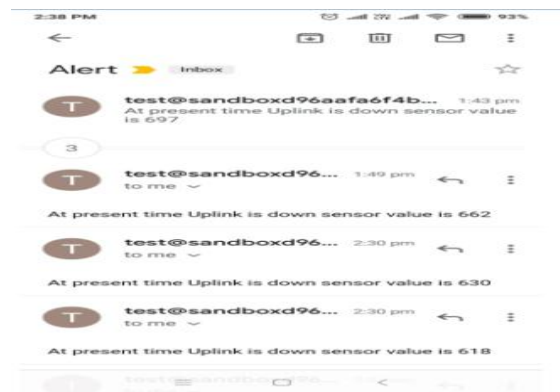 2:38 PM 93%
Alert Inbox
T test@sandboxd96aafa6f4b... 1:43 pm
At present time Uplink is down sensor value
is 697
3
T test@sandboxd96... 1:49 pm
to me
At present time Uplink is down sensor value is 662
T test@sandboxd96... 2:30 pm
to me
At present time Uplink is down sensor value is 630
T test@sandboxd96... 2:30 pm
to me
At present time Uplink is down sensor value is 618